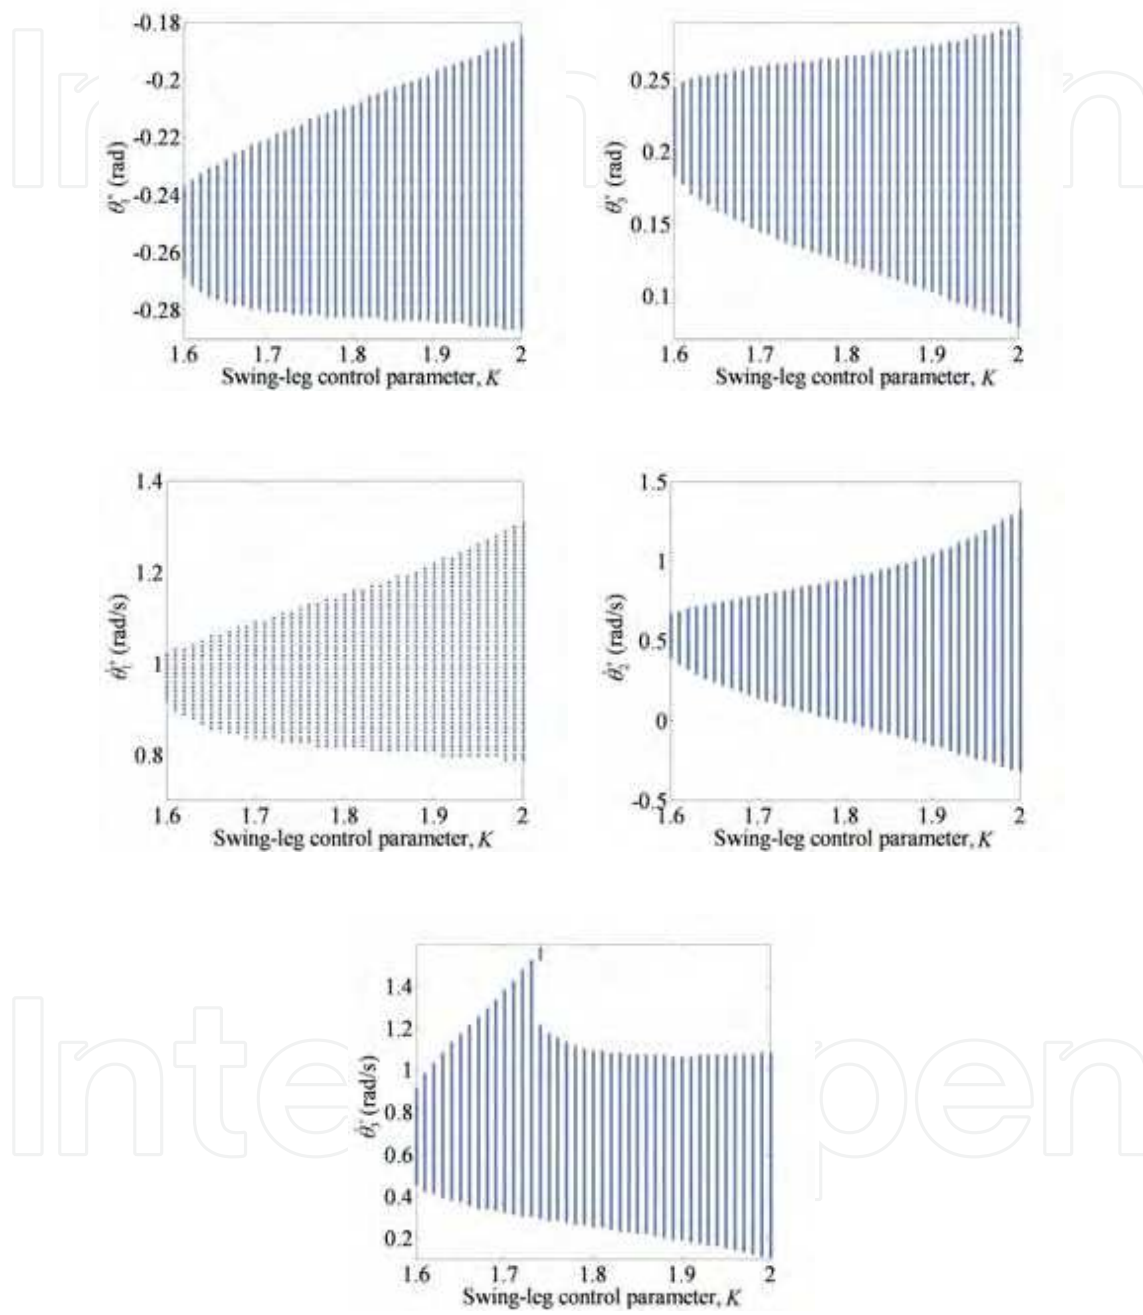 -0.18
-0.2
-0.22
-0.24
-0.26
-0.28
(rad)
1.6 1.7 1.8 1.9 2
Swing-leg control parameter, K
0.25
0.2
0.15
0.1
(rad)
1.6 1.7 1.8 1.9 2
Swing-leg control parameter, K
1.4
1.2
1
0.8
(rad/s)
1.6 1.7 1.8 1.9 2
Swing-leg control parameter, K
1.5
1
0.5
0
-0.5
(rad/s)
1.6 1.7 1.8 1.9 2
Swing-leg control parameter, K
1.4
1.2
1
0.8
0.6
0.4
0.2
(rad/s)
1.6 1.7 1.8 1.9 2
Swing-leg control parameter, K